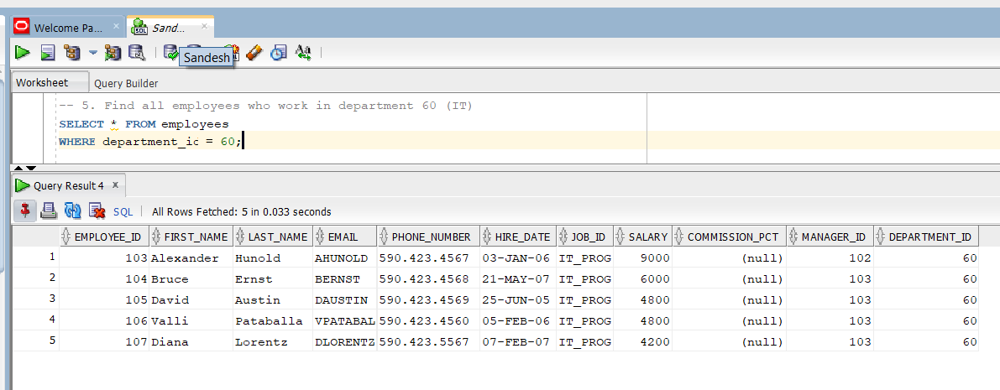 Welcome Pa...
Sand...
Sandesh
Worksheet
Query Builder
-- 5. Find all employees who work in department 60 (IT)
SELECT * FROM employees
WHERE department_id = 60;
Query Result 4
SQL
All Rows Fetched: 5 in 0.033 seconds
EMPLOYEE_ID FIRST_NAME LAST_NAME EMAIL PHONE_NUMBER HIRE_DATE JOB_ID SALARY COMMISSION_PCT MANAGER_ID DEPARTMENT_ID
1 103 Alexander Hunold AHUNOLD 590.423.4567 03-JAN-06 IT_PROG 9000 (null) 102 60
2 104 Bruce Ernst BERNST 590.423.4568 21-MAY-07 IT_PROG 6000 (null) 103 60
3 105 David Austin DAUSTIN 590.423.4569 25-JUN-05 IT_PROG 4800 (null) 103 60
4 106 Valli Pataballa VPATABAL 590.423.4560 05-FEB-06 IT_PROG 4800 (null) 103 60
5 107 Diana Lorentz DLORENTZ 590.423.5567 07-FEB-07 IT_PROG 4200 (null) 103 60